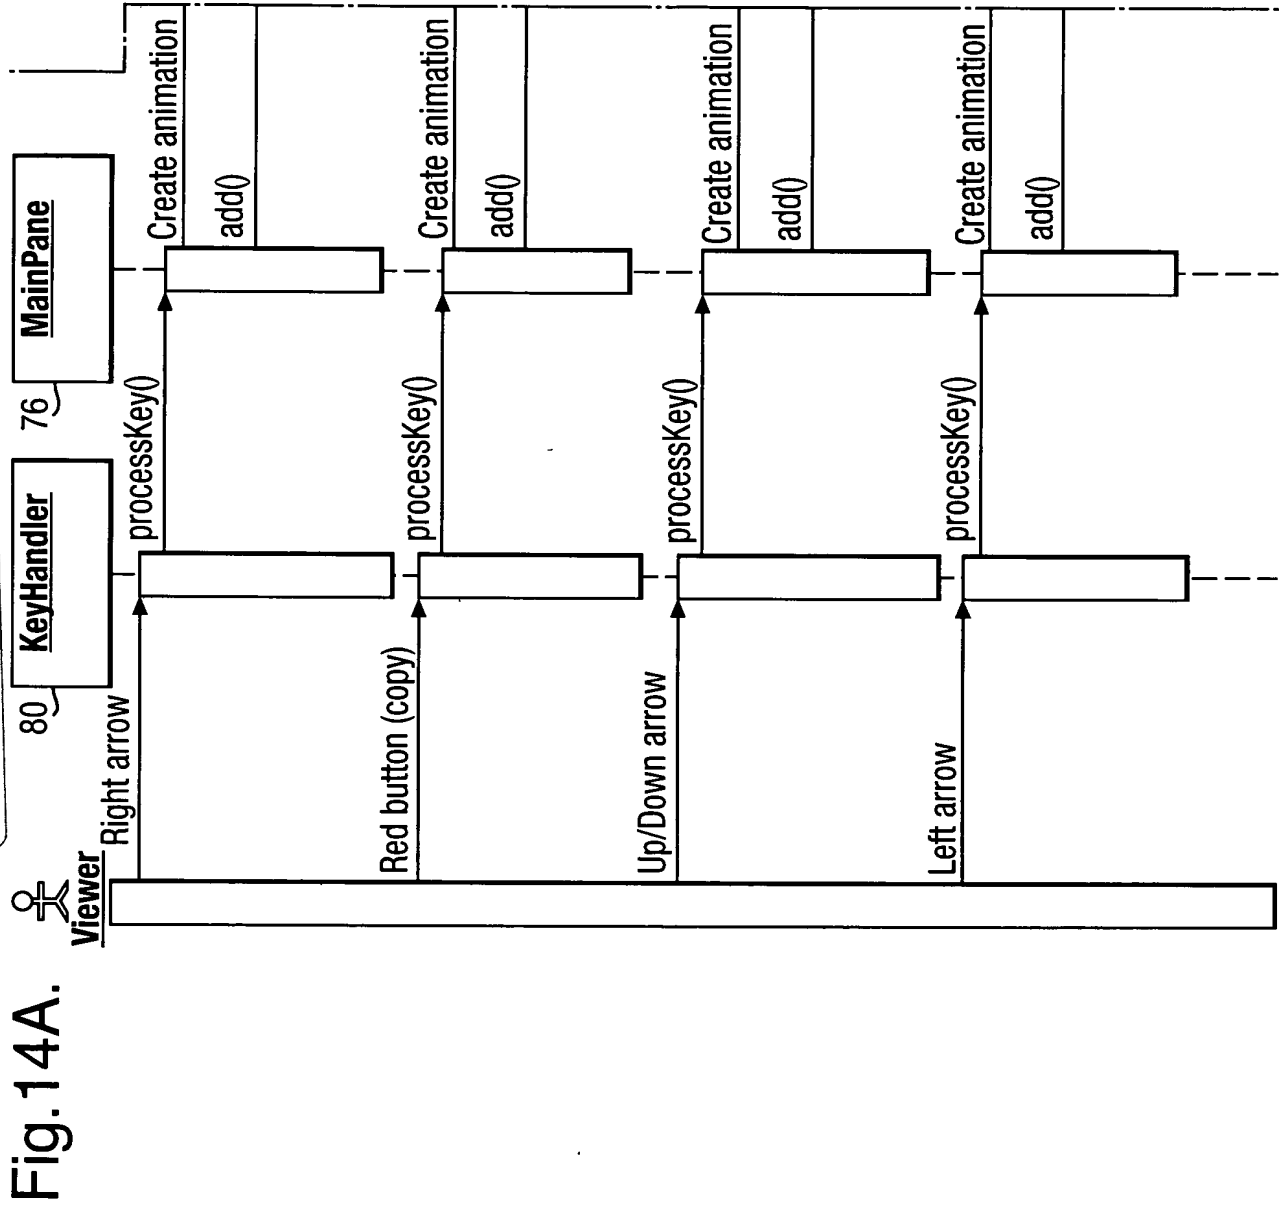 Fig.14A.
Viewer
80
KeyHandler
76
MainPane
Right arrow
processKey()
Create animation
add()
Red button (copy)
processKey()
Create animation
add()
Up/Down arrow
processKey()
Create animation
add()
Left arrow
processKey()
Create animation
add()